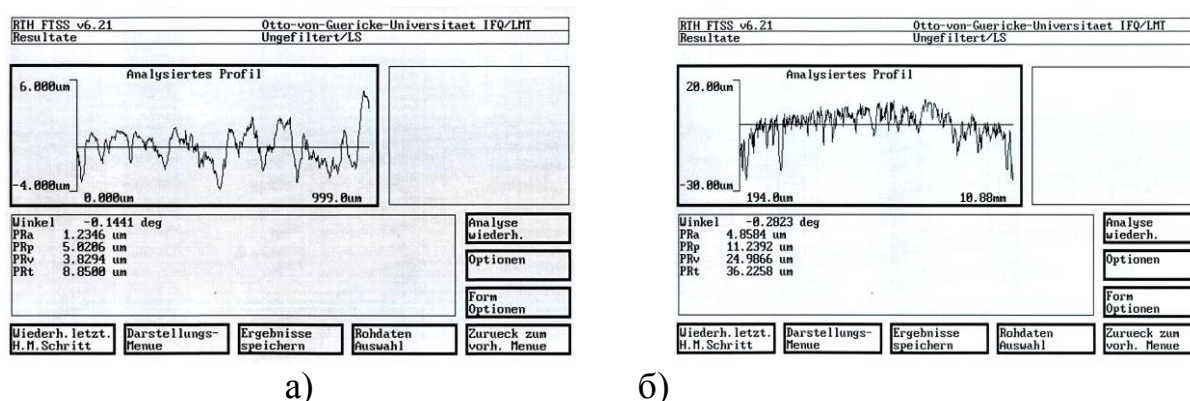 RTH FTSS v6.21 Otto-von-Guericke-Universitaet IFQ/LMT
Resultate Ungefiltert/LS
Analysiertes Profil
6.000um
-4.000um
0.000um 999.0um
Winkel -0.1441 deg
PRa 1.2346 um
PRp 5.0206 um
PRv 3.8294 um
PRt 8.8500 um
Analyse
wiederh.
Optionen
Form
Optionen
Wiederh.letzt.
H.M.Schritt
Darstellungs-
Menue
Ergebnisse
speichern
Rohdaten
Auswahl
Zurueck zum
vorh. Menue
а)
RTH FTSS v6.21 Otto-von-Guericke-Universitaet IFQ/LMT
Resultate Ungefiltert/LS
Analysiertes Profil
20.00um
-30.00um
194.0um 10.88mm
Winkel -0.2823 deg
PRa 4.8584 um
PRp 11.2392 um
PRv 24.9866 um
PRt 36.2258 um
Analyse
wiederh.
Optionen
Form
Optionen
Wiederh.letzt.
H.M.Schritt
Darstellungs-
Menue
Ergebnisse
speichern
Rohdaten
Auswahl
Zurueck zum
vorh. Menue
б)